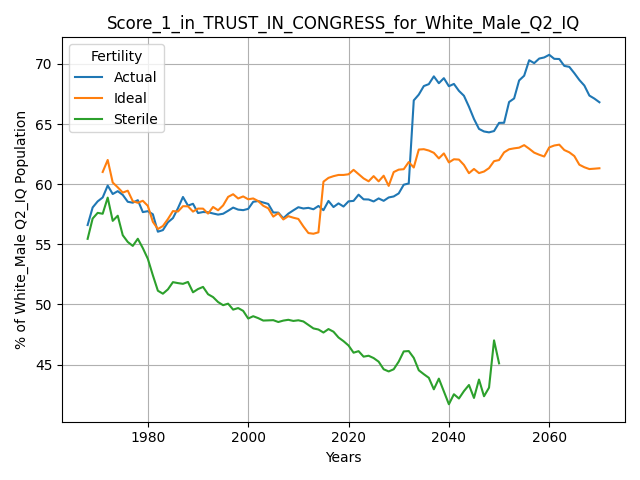 Score_1_in_TRUST_IN_CONGRESS_for_White_Male_Q2_IQ
Fertility
Actual
Ideal
Sterile
% of White_Male Q2_IQ Population
70
65
60
55
50
45
1980
2000
2020
2040
2060
Years